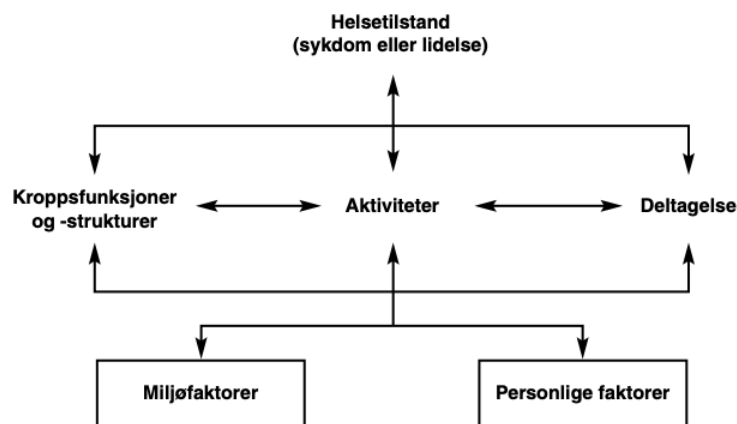 Helsetilstand
(sykdom eller lidelse)
Kroppsfunksjoner
og -strukturer
Aktiviteter
Deltagelse
Miljøfaktorer
Personlige faktorer